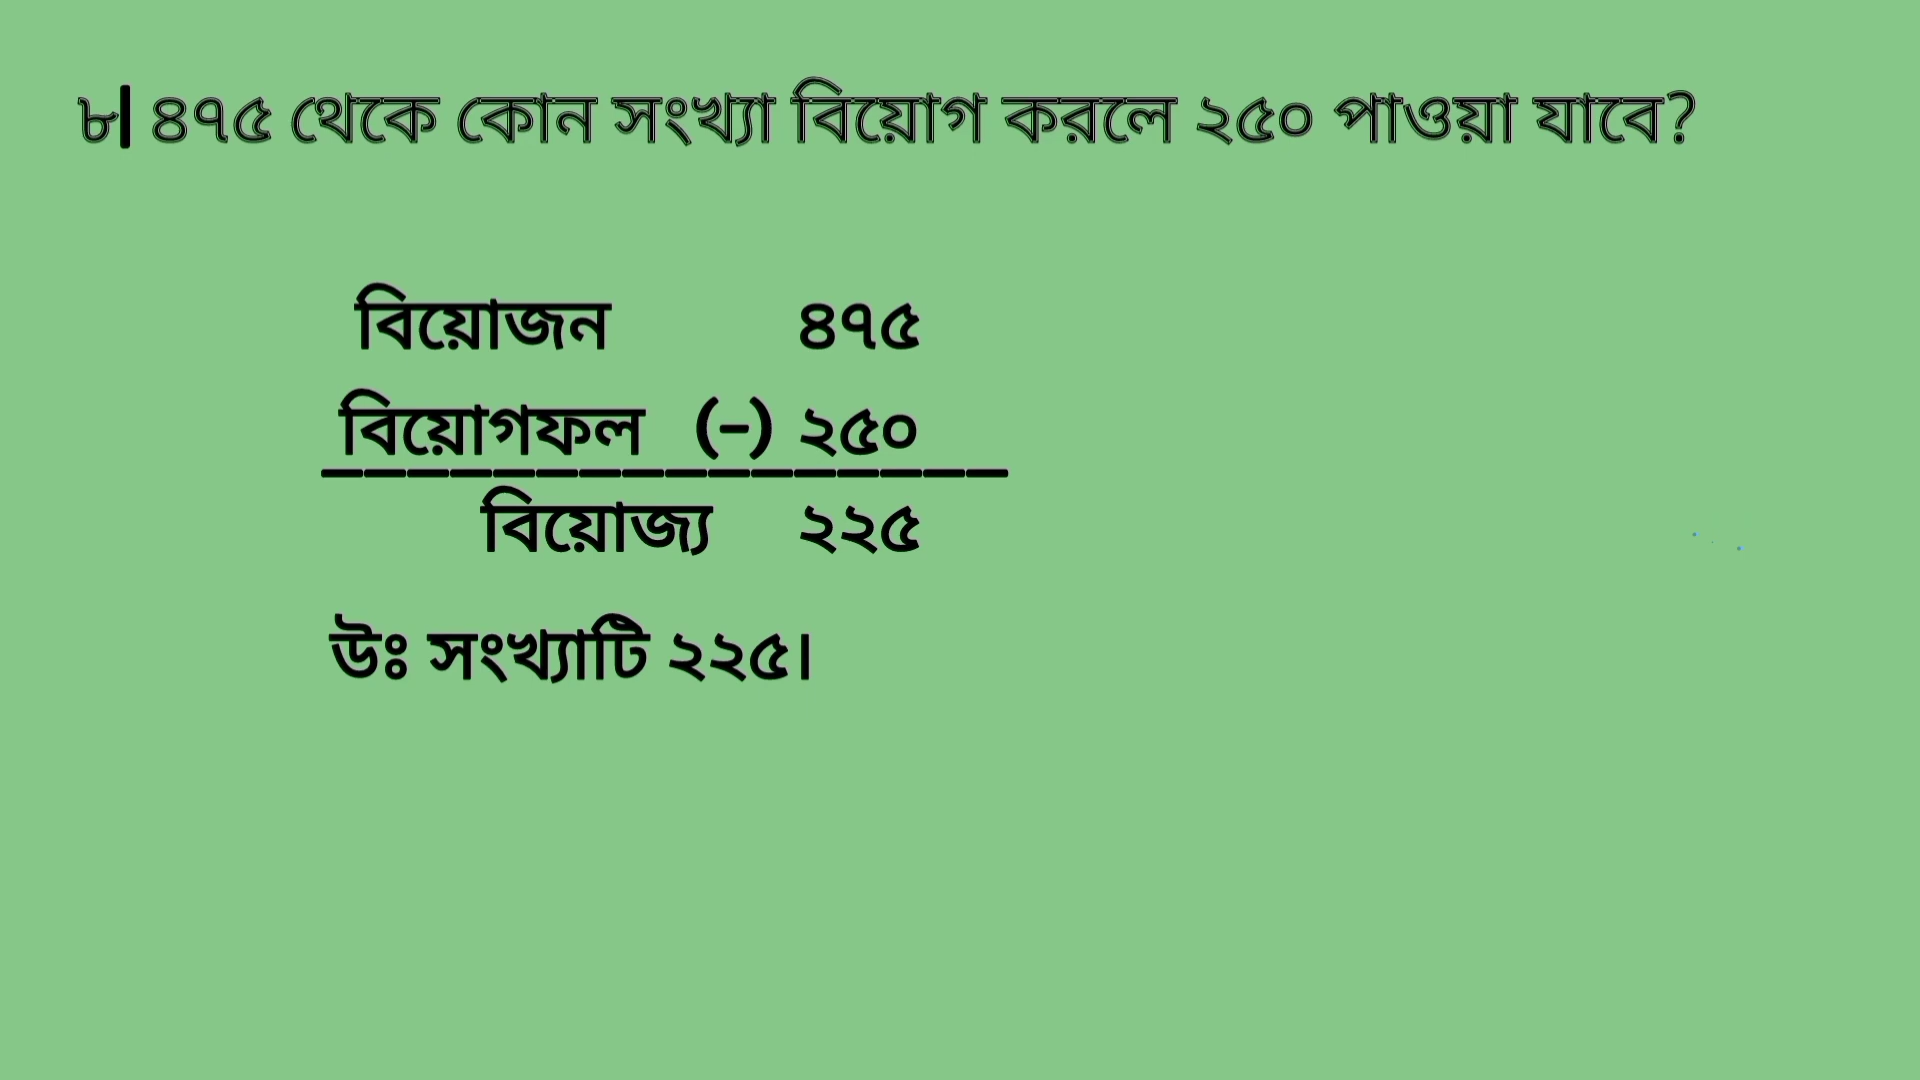 ৮| ৪৭৫ থেকে কোন সংখ্যা বিয়োগ করলে ২৫০ পাওয়া যাবে?
বিয়োজন ৪৭৫
বিয়োগফল (-) ২৫০
বিয়োজ্য ২২৫
উঃ সংখ্যাটি ২২৫।